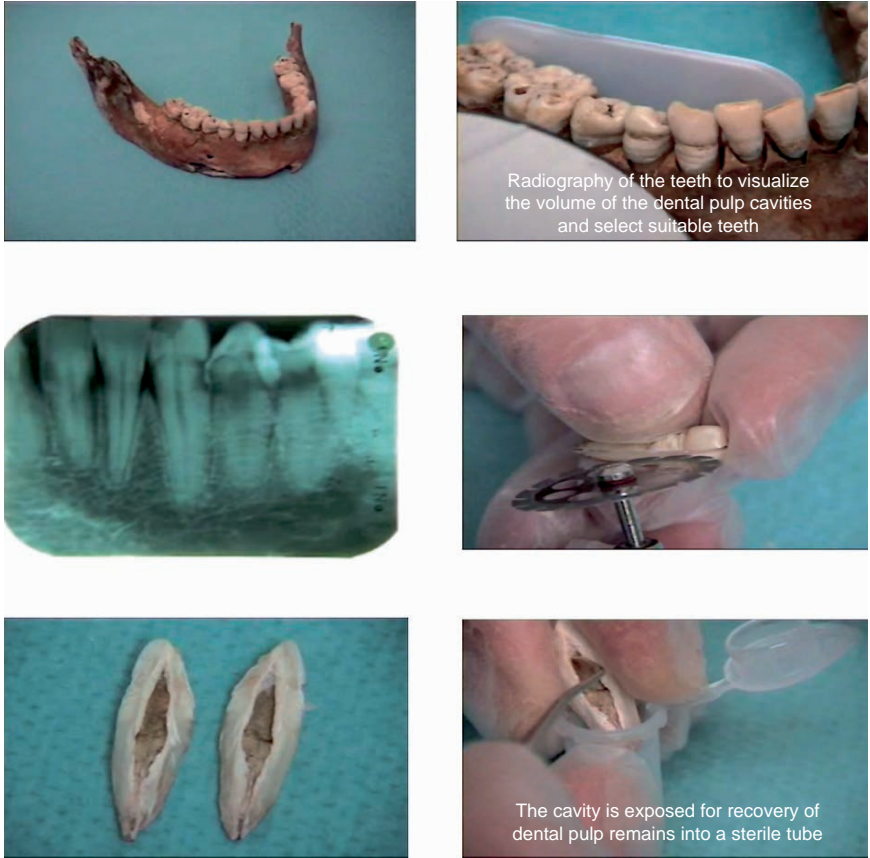 Radiography of the teeth to visualize
the volume of the dental pulp cavities
and select suitable teeth
The cavity is exposed for recovery of
dental pulp remains into a sterile tube